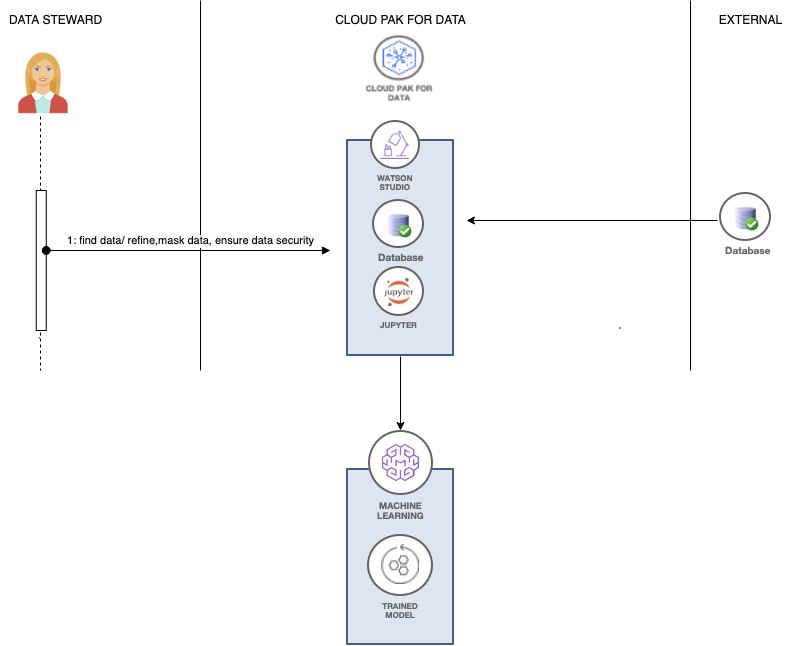 DATA STEWARD
CLOUD PAK FOR DATA
EXTERNAL
CLOUD PAK FOR
DATA
WATSON
STUDIO
1: find data/ refine,mask data, ensure data security
Database
Database
jupyter
JUPYTER
MACHINE
LEARNING
TRAINED
MODEL